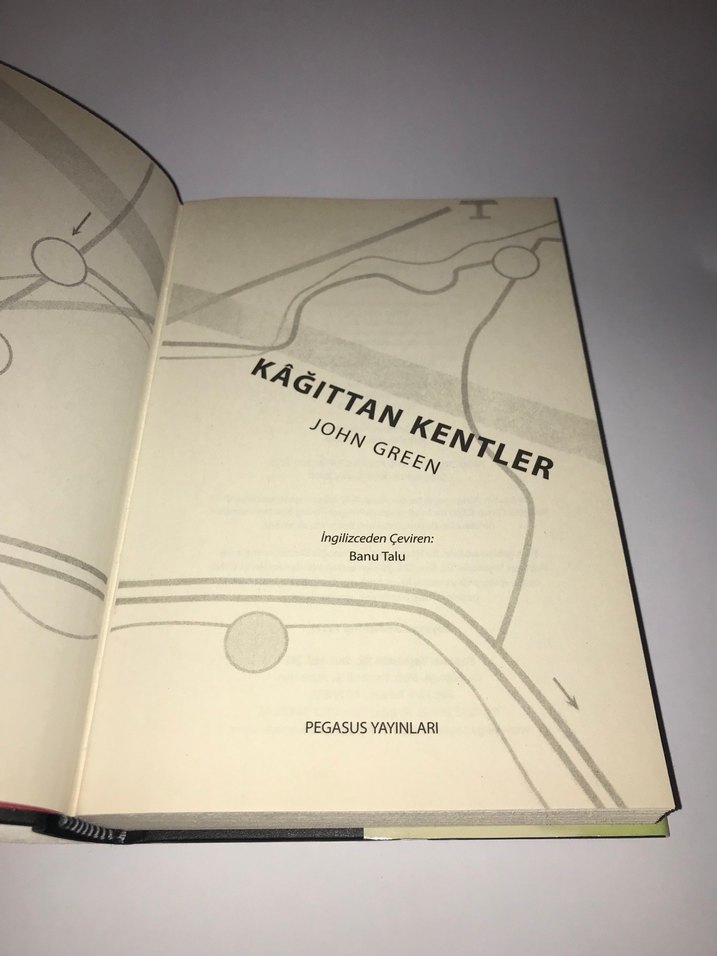 KÂĞITTAN KENTLER
JOHN GREEN
İngilizceden Çeviren:
Banu Talu
PEGASUS YAYINLARI